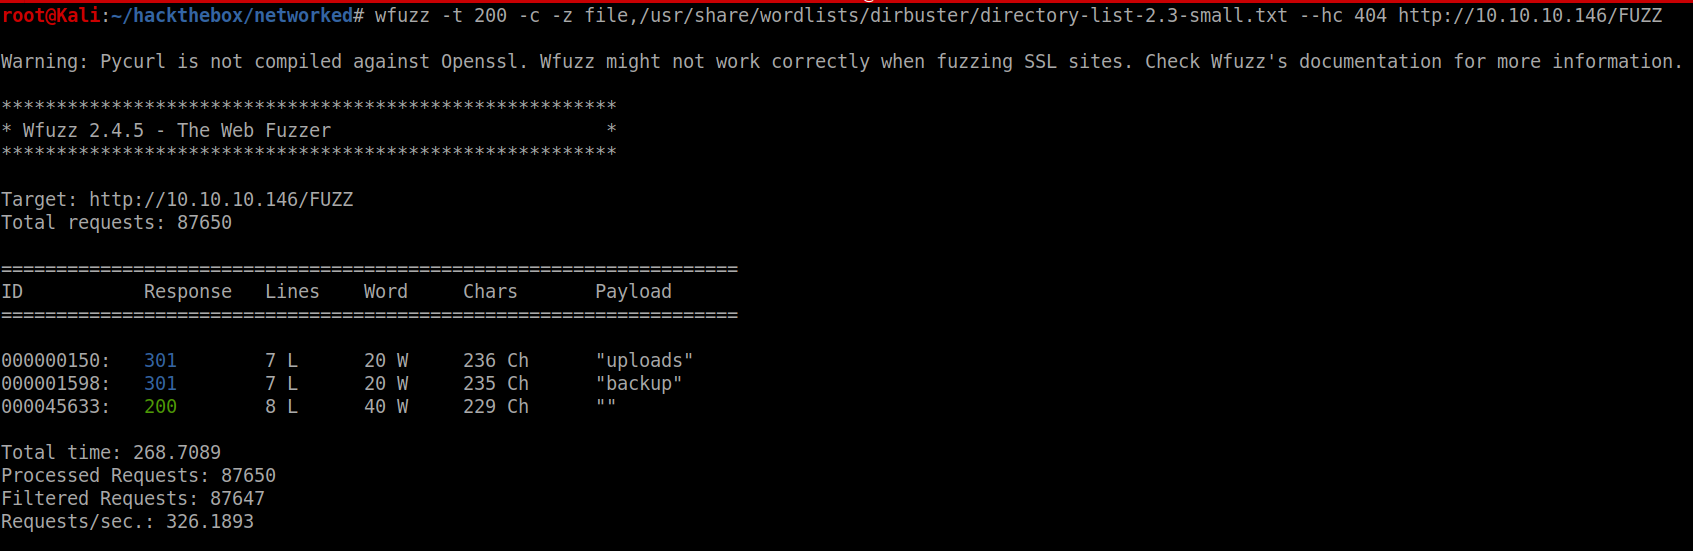 root@Kali:~/hackthebox/networked# wfuzz -t 200 -c -z file,/usr/share/wordlists/dirbuster/directory-list-2.3-small.txt --hc 404 http://10.10.10.146/FUZZ
Warning: Pycurl is not compiled against Openssl. Wfuzz might not work correctly when fuzzing SSL sites. Check Wfuzz's documentation for more information.
********************************************************
* Wfuzz 2.4.5 - The Web Fuzzer                         *
********************************************************
Target: http://10.10.10.146/FUZZ
Total requests: 87650
===================================================================
ID           Response   Lines    Word     Chars       Payload
===================================================================
000000150:   301        7 L      20 W     236 Ch      "uploads"
000001598:   301        7 L      20 W     235 Ch      "backup"
000045633:   200        8 L      40 W     229 Ch      ""
Total time: 268.7089
Processed Requests: 87650
Filtered Requests: 87647
Requests/sec.: 326.1893